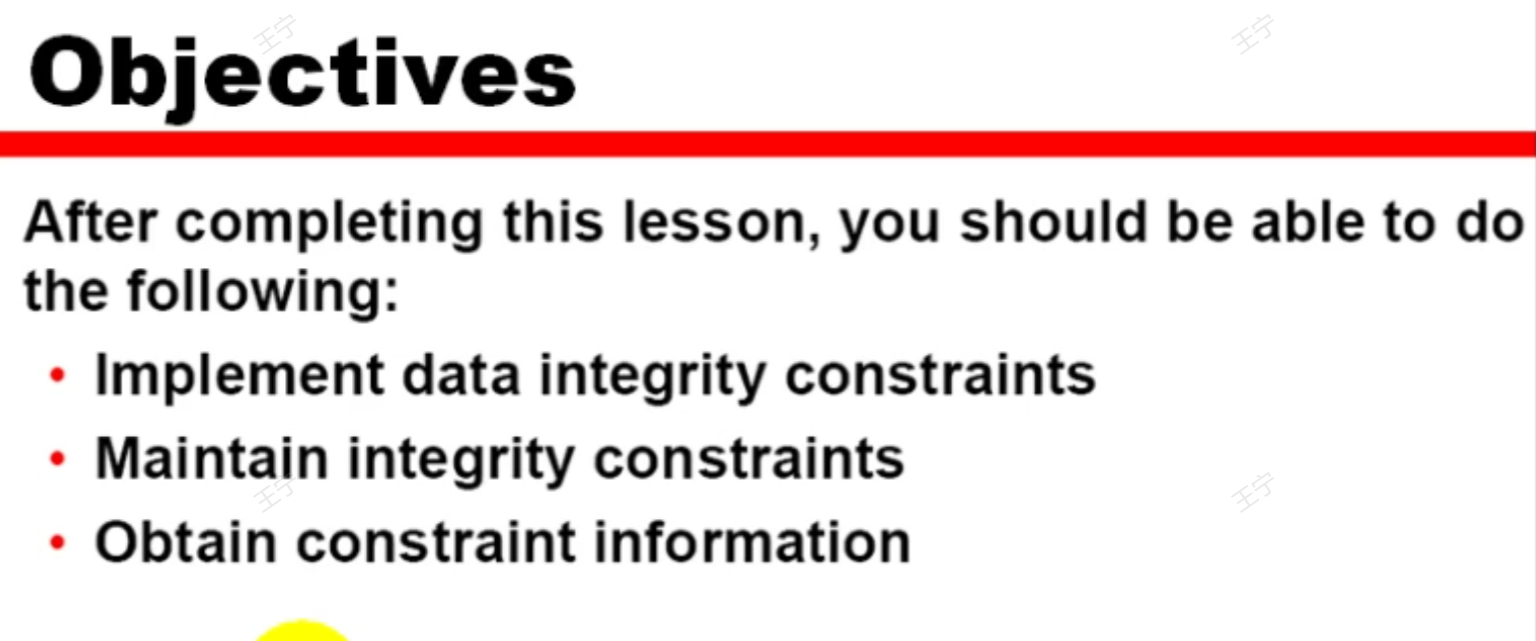 Objectives
王宁
王宁
After completing this lesson, you should be able to do
the following:
• Implement data integrity constraints
• Maintain integrity constraints
王宁
王宁
• Obtain constraint information